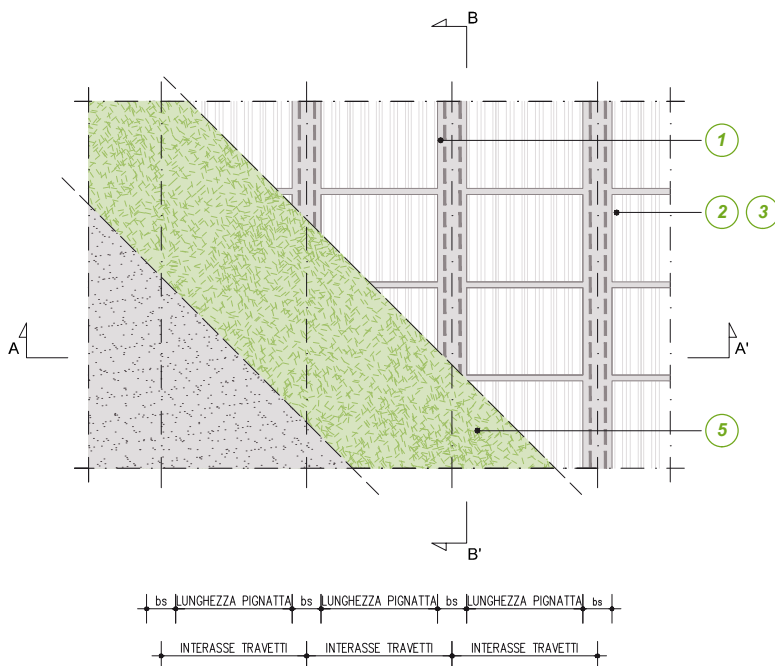 B
1
2 3
A A'
5
B'
bs LUNGHEZZA PIGNATTA bs LUNGHEZZA PIGNATTA bs LUNGHEZZA PIGNATTA bs
INTERASSE TRAVETTI INTERASSE TRAVETTI INTERASSE TRAVETTI